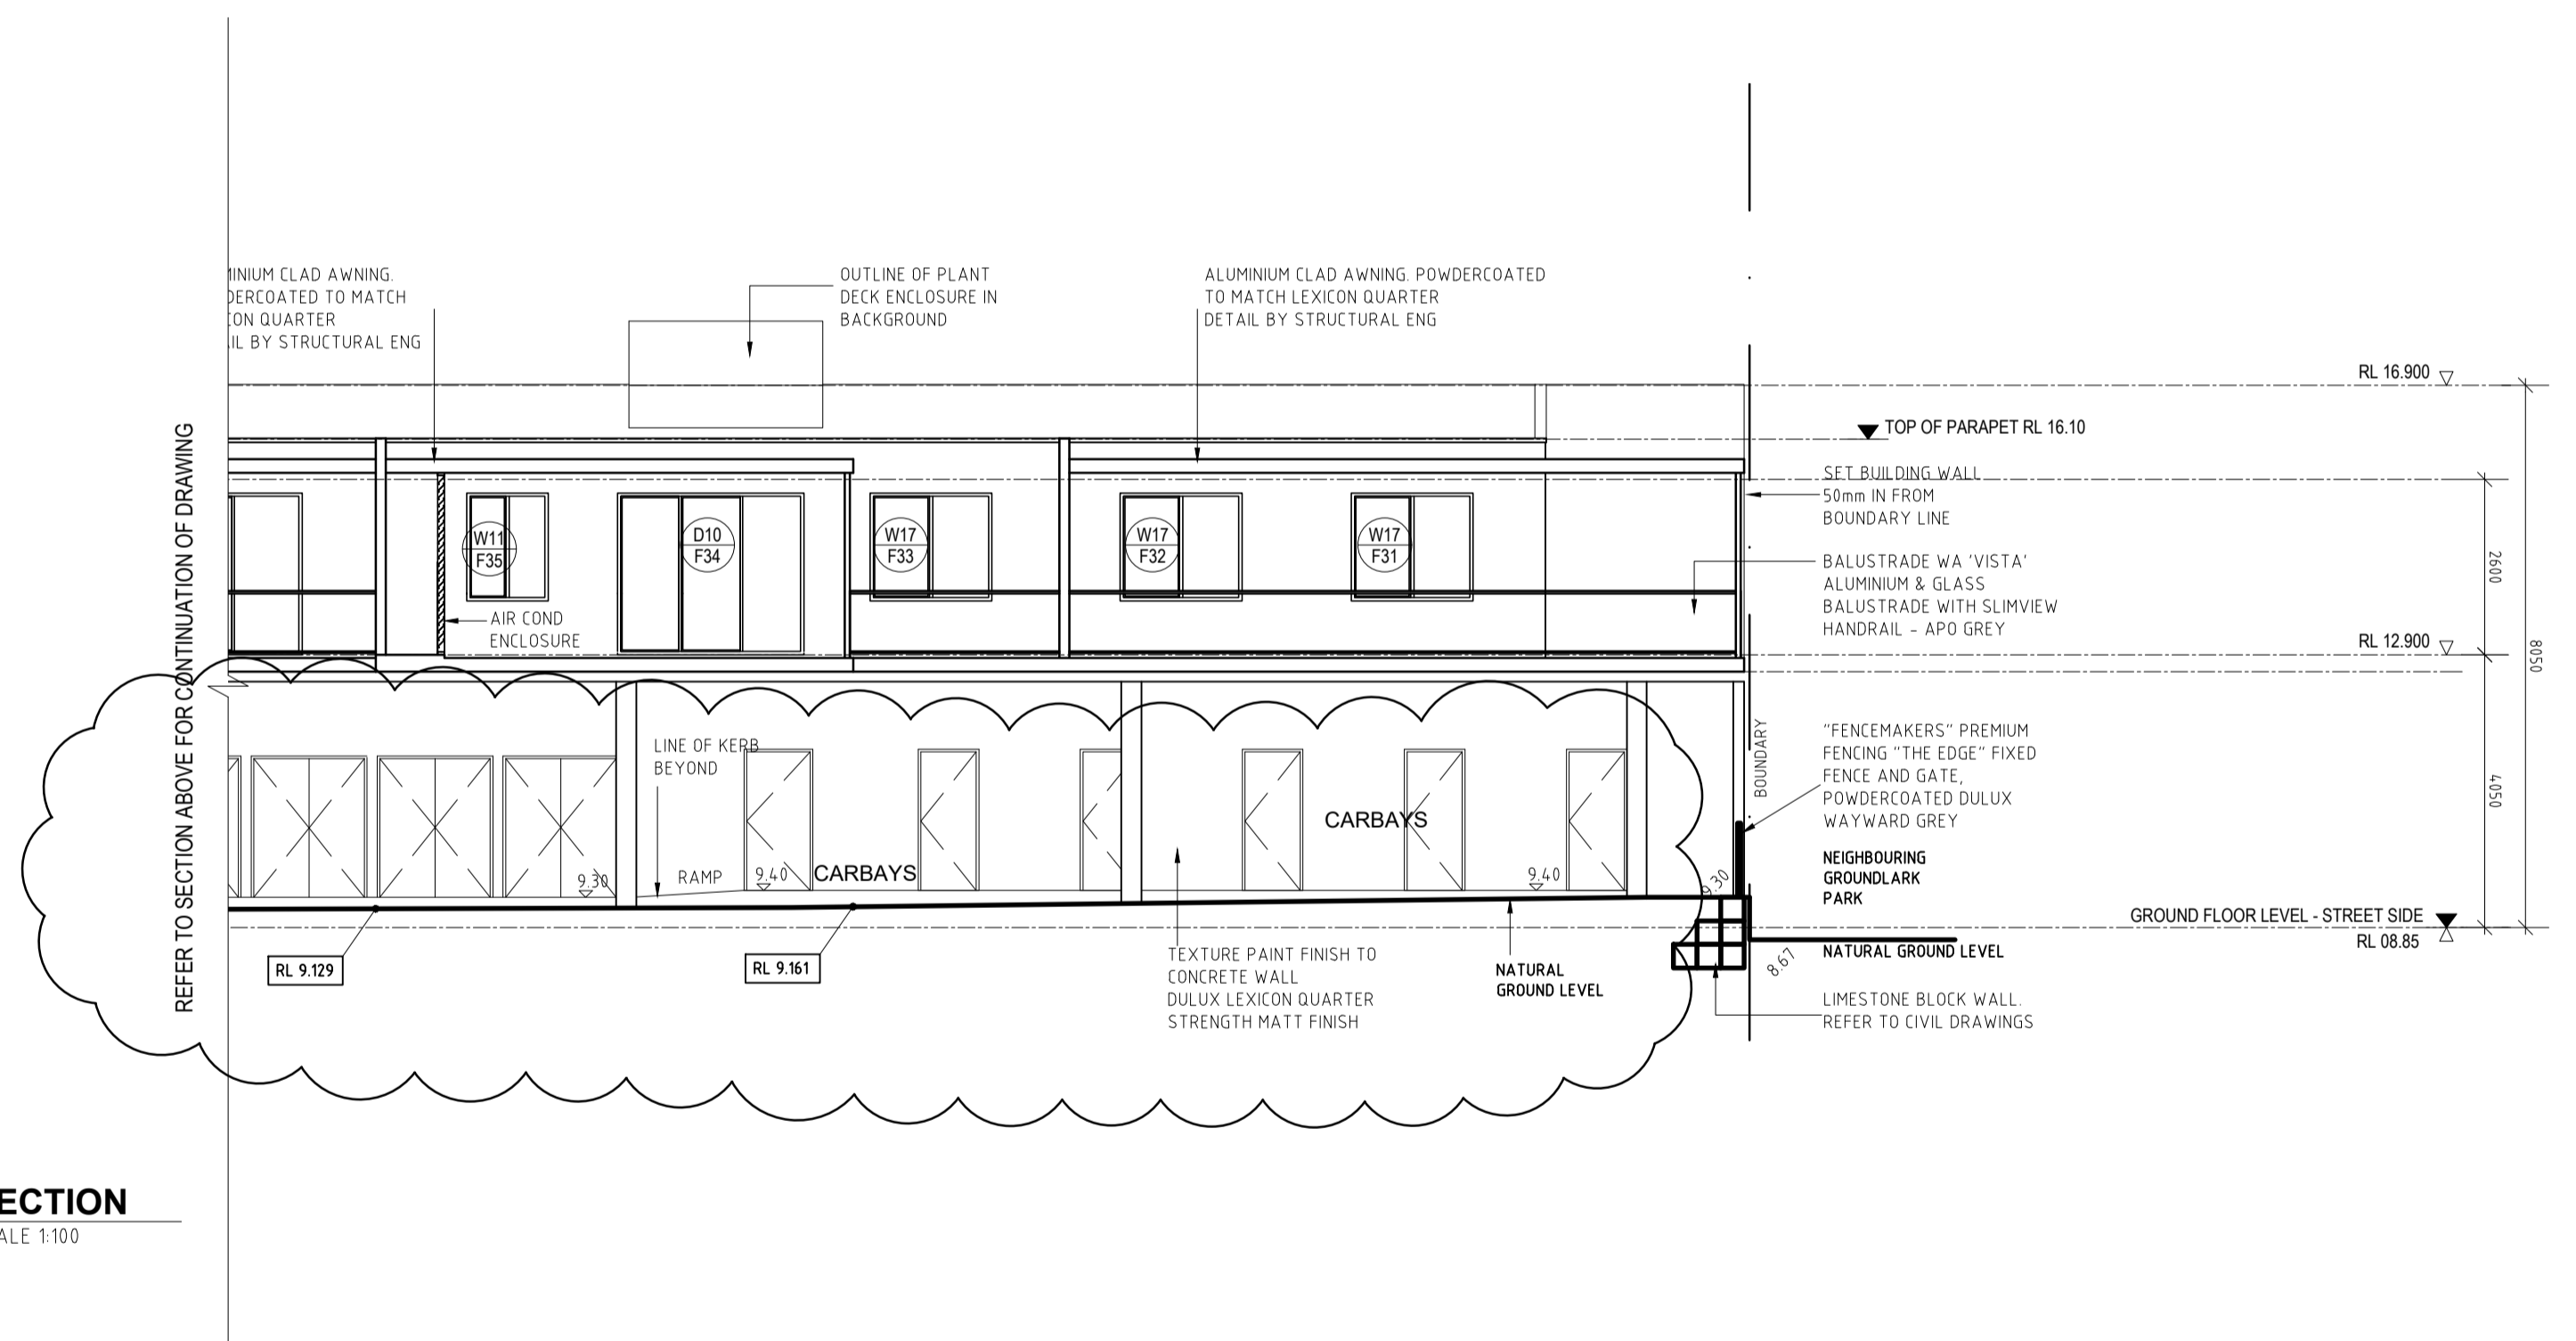 MINIUM CLAD AWNING.
DERCOATED TO MATCH
CON QUARTER
IL BY STRUCTURAL ENG
OUTLINE OF PLANT
DECK ENCLOSURE IN
BACKGROUND
ALUMINIUM CLAD AWNING. POWDERCOATED
TO MATCH LEXICON QUARTER
DETAIL BY STRUCTURAL ENG
RL 16.900
TOP OF PARAPET RL 16.10
SET BUILDING WALL
50mm IN FROM
BOUNDARY LINE
W11
F35
D10
F34
W17
F33
W17
F32
W17
F31
AIR COND
ENCLOSURE
BALUSTRADE WA 'VISTA'
ALUMINIUM & GLASS
BALUSTRADE WITH SLIMVIEW
HANDRAIL - APO GREY
2600
RL 12.900
8050
REFER TO SECTION ABOVE FOR CONTINUATION OF DRAWING
LINE OF KERB
BEYOND
BOUNDARY
"FENCEMAKERS" PREMIUM
FENCING "THE EDGE" FIXED
FENCE AND GATE,
POWDERCOATED DULUX
WAYWARD GREY
4050
CARBAYS
CARBAYS
9.30
RAMP
9.40
9.40
9.30
NEIGHBOURING
GROUNDLARK
PARK
GROUND FLOOR LEVEL - STREET SIDE
RL 08.85
RL 9.129
RL 9.161
TEXTURE PAINT FINISH TO
CONCRETE WALL
DULUX LEXICON QUARTER
STRENGTH MATT FINISH
NATURAL
GROUND LEVEL
8.67
NATURAL GROUND LEVEL
LIMESTONE BLOCK WALL.
REFER TO CIVIL DRAWINGS
ECTION
ALE 1:100